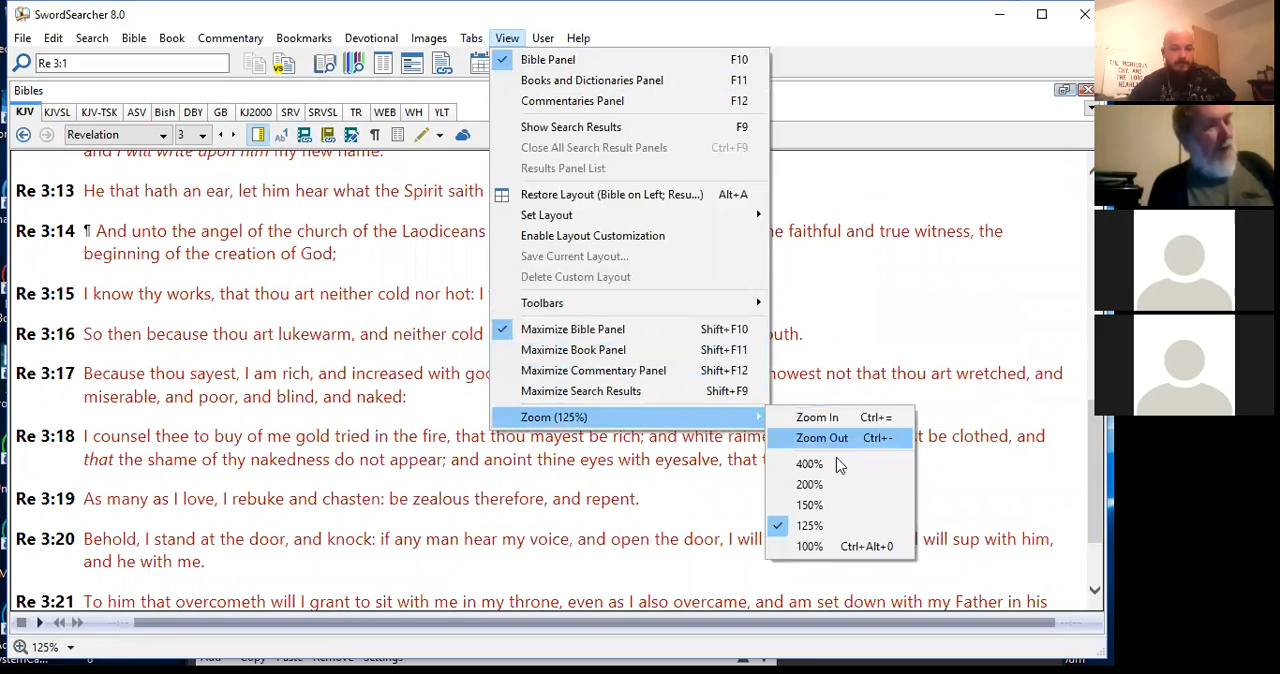 SwordSearcher 8.0
File Edit Search Bible Book Commentary Bookmarks Devotional Images Tabs View User Help
Re 3:1
Bibles
KJV KJVSL KJV-TSK ASV Bish DBY GB KJ2000 SRV SRVSL TR WEB WH YLT
Revelation 3
and I will write upon him my new name.
Re 3:13 He that hath an ear, let him hear what the Spirit saith
Re 3:14 ¶ And unto the angel of the church of the Laodiceans he faithful and true witness, the
beginning of the creation of God;
Re 3:15 I know thy works, that thou art neither cold nor hot: I
Re 3:16 So then because thou art lukewarm, and neither cold outh.
Re 3:17 Because thou sayest, I am rich, and increased with goo nowest not that thou art wretched, and
miserable, and poor, and blind, and naked:
Re 3:18 I counsel thee to buy of me gold tried in the fire, that thou mayest be rich; and white raime st be clothed, and
that the shame of thy nakedness do not appear; and anoint thine eyes with eyesalve, that t
Re 3:19 As many as I love, I rebuke and chasten: be zealous therefore, and repent.
Re 3:20 Behold, I stand at the door, and knock: if any man hear my voice, and open the door, I will l will sup with him,
and he with me.
Re 3:21 To him that overcometh will I grant to sit with me in my throne, even as I also overcame, and am set down with my Father in his
125%
Bible Panel F10
Books and Dictionaries Panel F11
Commentaries Panel F12
Show Search Results F9
Close All Search Result Panels Ctrl+F9
Results Panel List
Restore Layout (Bible on Left; Resu...) Alt+A
Set Layout
Enable Layout Customization
Save Current Layout...
Delete Custom Layout
Toolbars
Maximize Bible Panel Shift+F10
Maximize Book Panel Shift+F11
Maximize Commentary Panel Shift+F12
Maximize Search Results Shift+F9
Zoom (125%)
Zoom In Ctrl+=
Zoom Out Ctrl+-
400%
200%
150%
125%
100% Ctrl+Alt+0